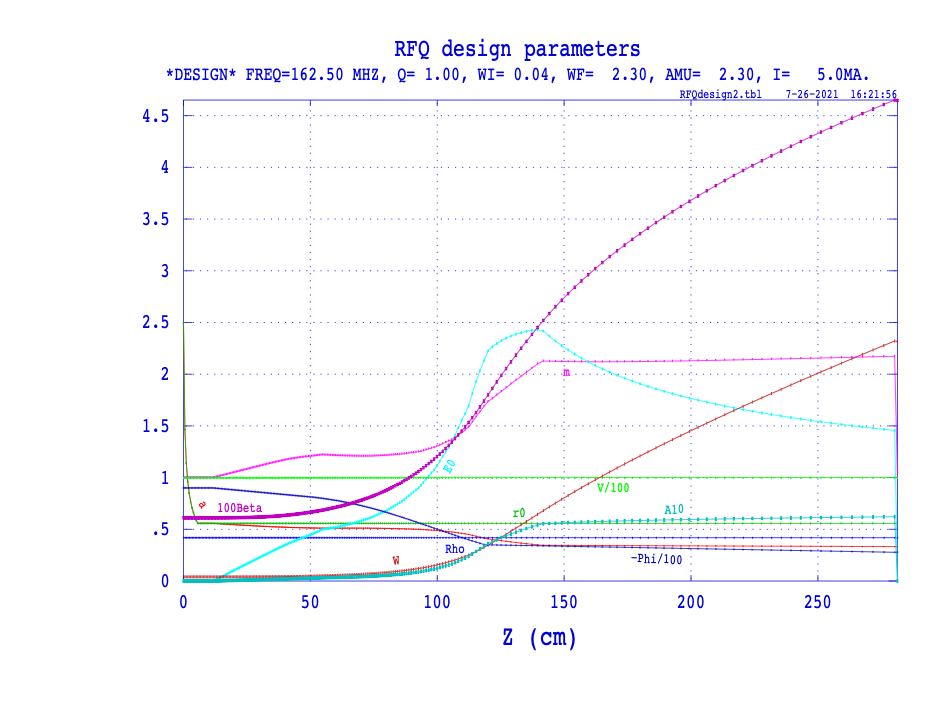 RFQ design parameters
*DESIGN* FREQ=162.50 MHZ, Q= 1.00, WI= 0.04, WF=  2.30, AMU=  2.30, I=   5.0MA.
RFQdesign2.tbl    7-26-2021  16:21:56
4.5
4
3.5
3
2.5
2
m
1.5
E0
1
V/100
a
100Beta
r0
A10
.5
Rho
W
-Phi/100
0
0 50 100 150 200 250
Z (cm)